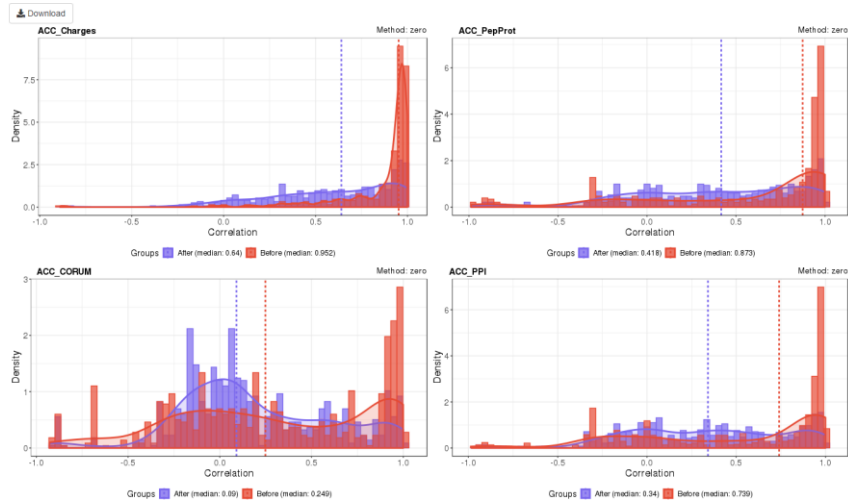 Download
ACC_Charges
Method: zero
7.5
5.0
2.5
0.0
Density
-1.0 -0.5 0.0 0.5 1.0
Correlation
Groups After (median: 0.64) Before (median: 0.952)
ACC_PepProt
Method: zero
6
4
2
0
Density
-1.0 -0.5 0.0 0.5 1.0
Correlation
Groups After (median: 0.418) Before (median: 0.873)
ACC_CORUM
Method: zero
3
2
1
0
Density
-1.0 -0.5 0.0 0.5 1.0
Correlation
Groups After (median: 0.09) Before (median: 0.249)
ACC_PPI
Method: zero
6
4
2
0
Density
-1.0 -0.5 0.0 0.5 1.0
Correlation
Groups After (median: 0.34) Before (median: 0.739)